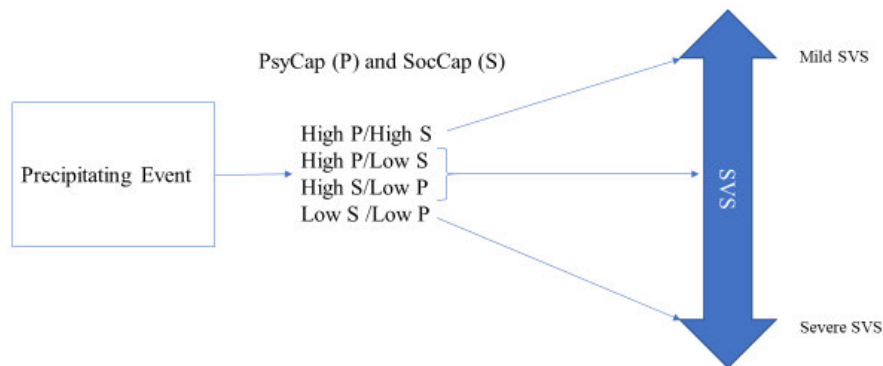 PsyCap (P) and SocCap (S)
Mild SVS
High P/High S
High P/Low S
Precipitating Event
High S/Low P
SVS
Low S /Low P
Severe SVS